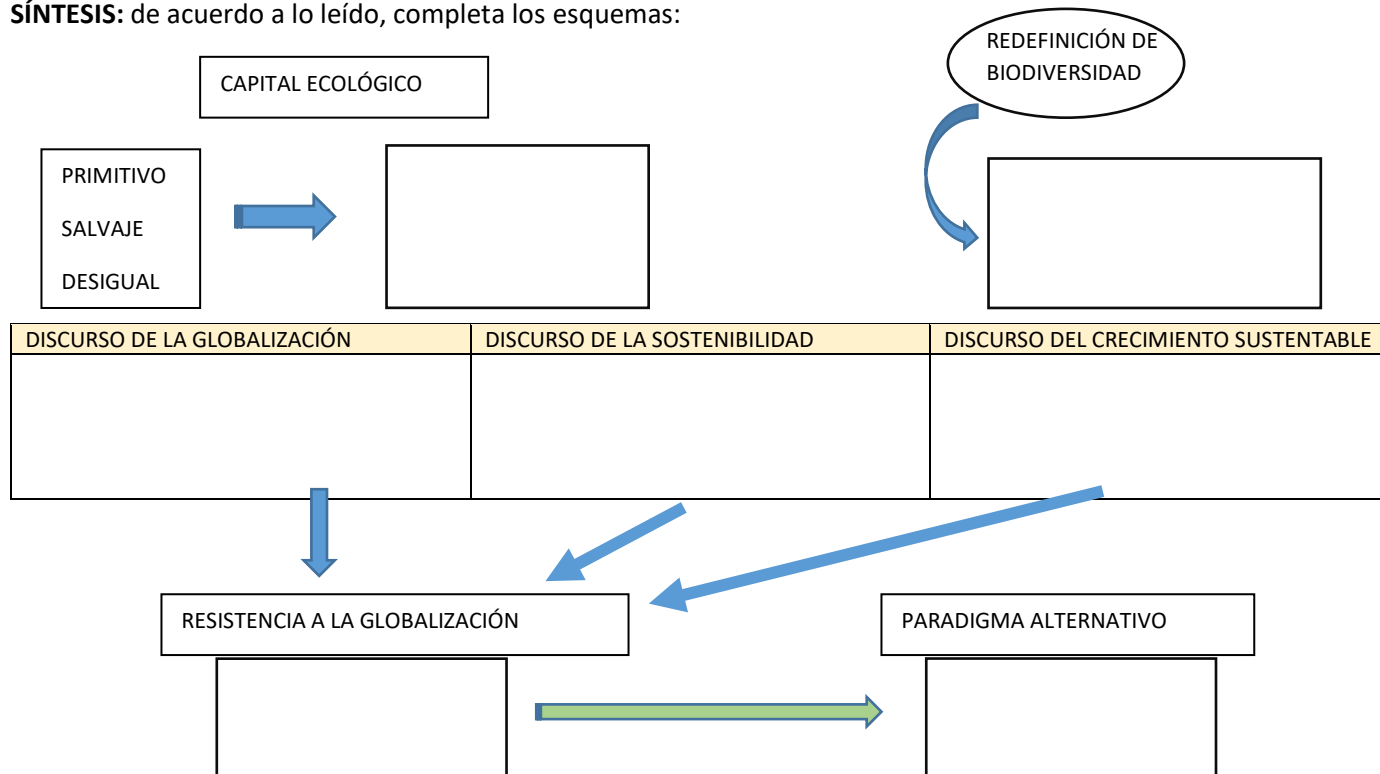 SÍNTESIS: de acuerdo a lo leído, completa los esquemas:
REDEFINICIÓN DE
BIODIVERSIDAD
CAPITAL ECOLÓGICO
PRIMITIVO
SALVAJE
DESIGUAL
DISCURSO DE LA GLOBALIZACIÓN
DISCURSO DE LA SOSTENIBILIDAD
DISCURSO DEL CRECIMIENTO SUSTENTABLE
RESISTENCIA A LA GLOBALIZACIÓN
PARADIGMA ALTERNATIVO